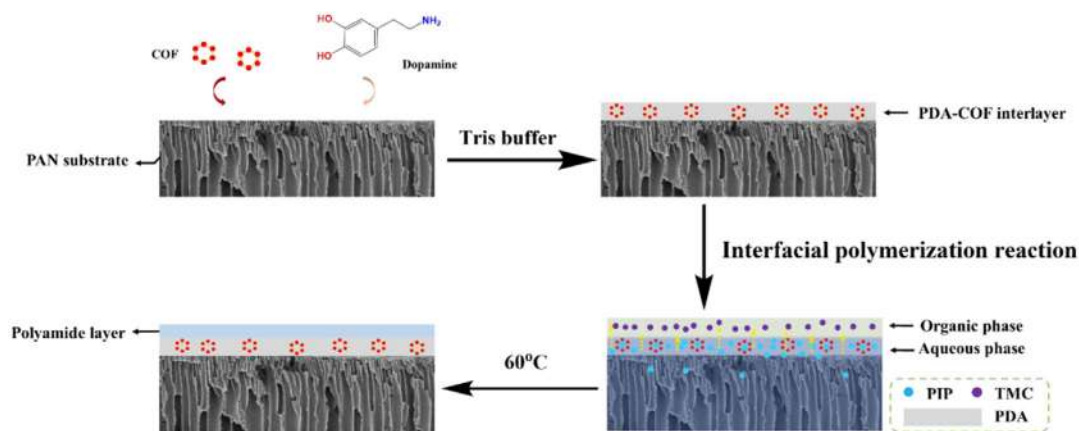 COF
HO
HO
NH₂
Dopamine
PAN substrate
Tris buffer
PDA-COF interlayer
Interfacial polymerization reaction
Polyamide layer
60°C
Organic phase
Aqueous phase
PIP
TMC
PDA